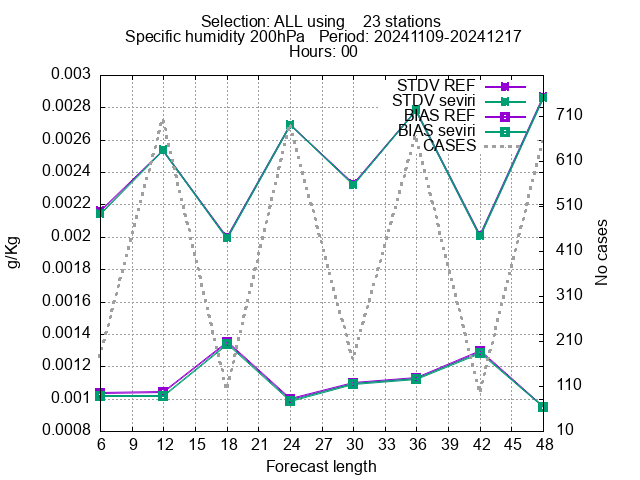 Selection: ALL using    23 stations
Specific humidity 200hPa   Period: 20241109-20241217
Hours: 00
0.003
0.0028
0.0026
0.0024
0.0022
0.002
0.0018
0.0016
0.0014
0.0012
0.001
0.0008
g/Kg
STDV REF
STDV seviri
BIAS REF
BIAS seviri
CASES
710
610
510
410
310
210
110
10
No cases
6 9 12 15 18 21 24 27 30 33 36 39 42 45 48
Forecast length